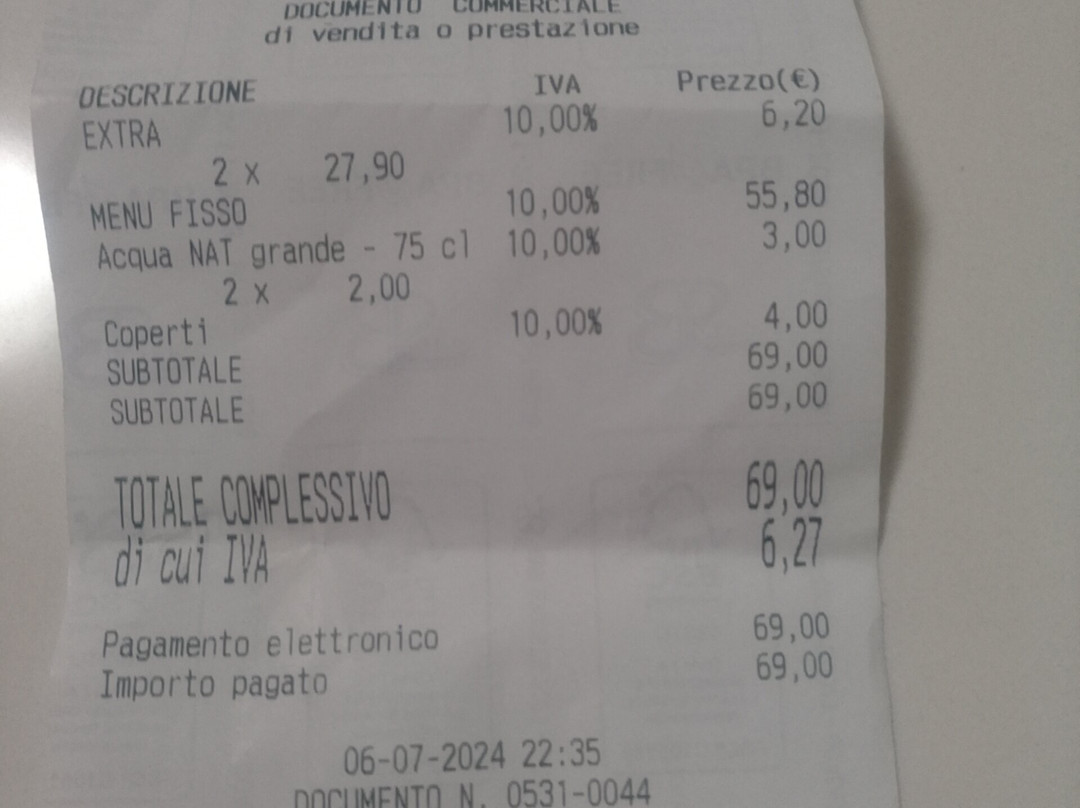 DOCUMENTO COMMERCIALE
di vendita o prestazione
DESCRIZIONE IVA Prezzo(€)
EXTRA 10,00% 6,20
2 x 27,90
MENU FISSO 10,00% 55,80
Acqua NAT grande - 75 cl 10,00% 3,00
2 x 2,00
Coperti 10,00% 4,00
SUBTOTALE 69,00
SUBTOTALE 69,00
TOTALE COMPLESSIVO 69,00
di cui IVA 6,27
Pagamento elettronico 69,00
Importo pagato 69,00
06-07-2024 22:35
DOCUMENTO N. 0531-0044